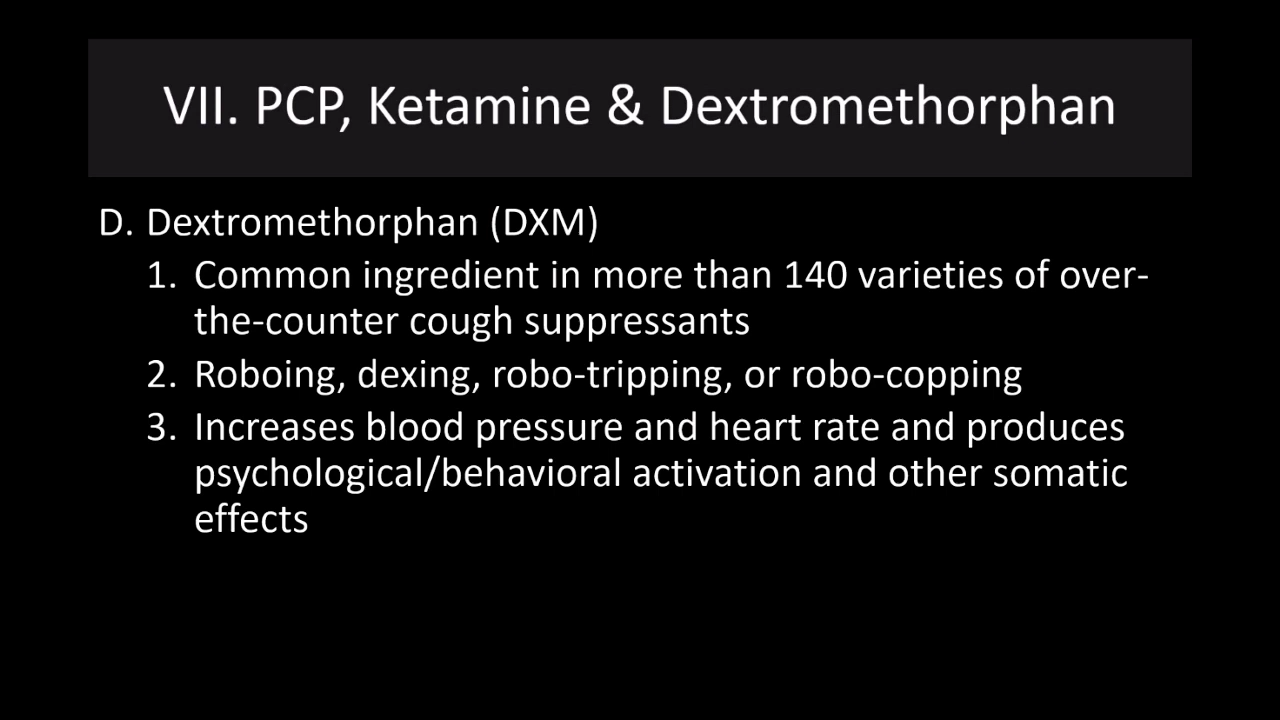 VII. PCP, Ketamine & Dextromethorphan
D. Dextromethorphan (DXM)
1. Common ingredient in more than 140 varieties of over-
the-counter cough suppressants
2. Roboing, dexing, robo-tripping, or robo-copping
3. Increases blood pressure and heart rate and produces
psychological/behavioral activation and other somatic
effects